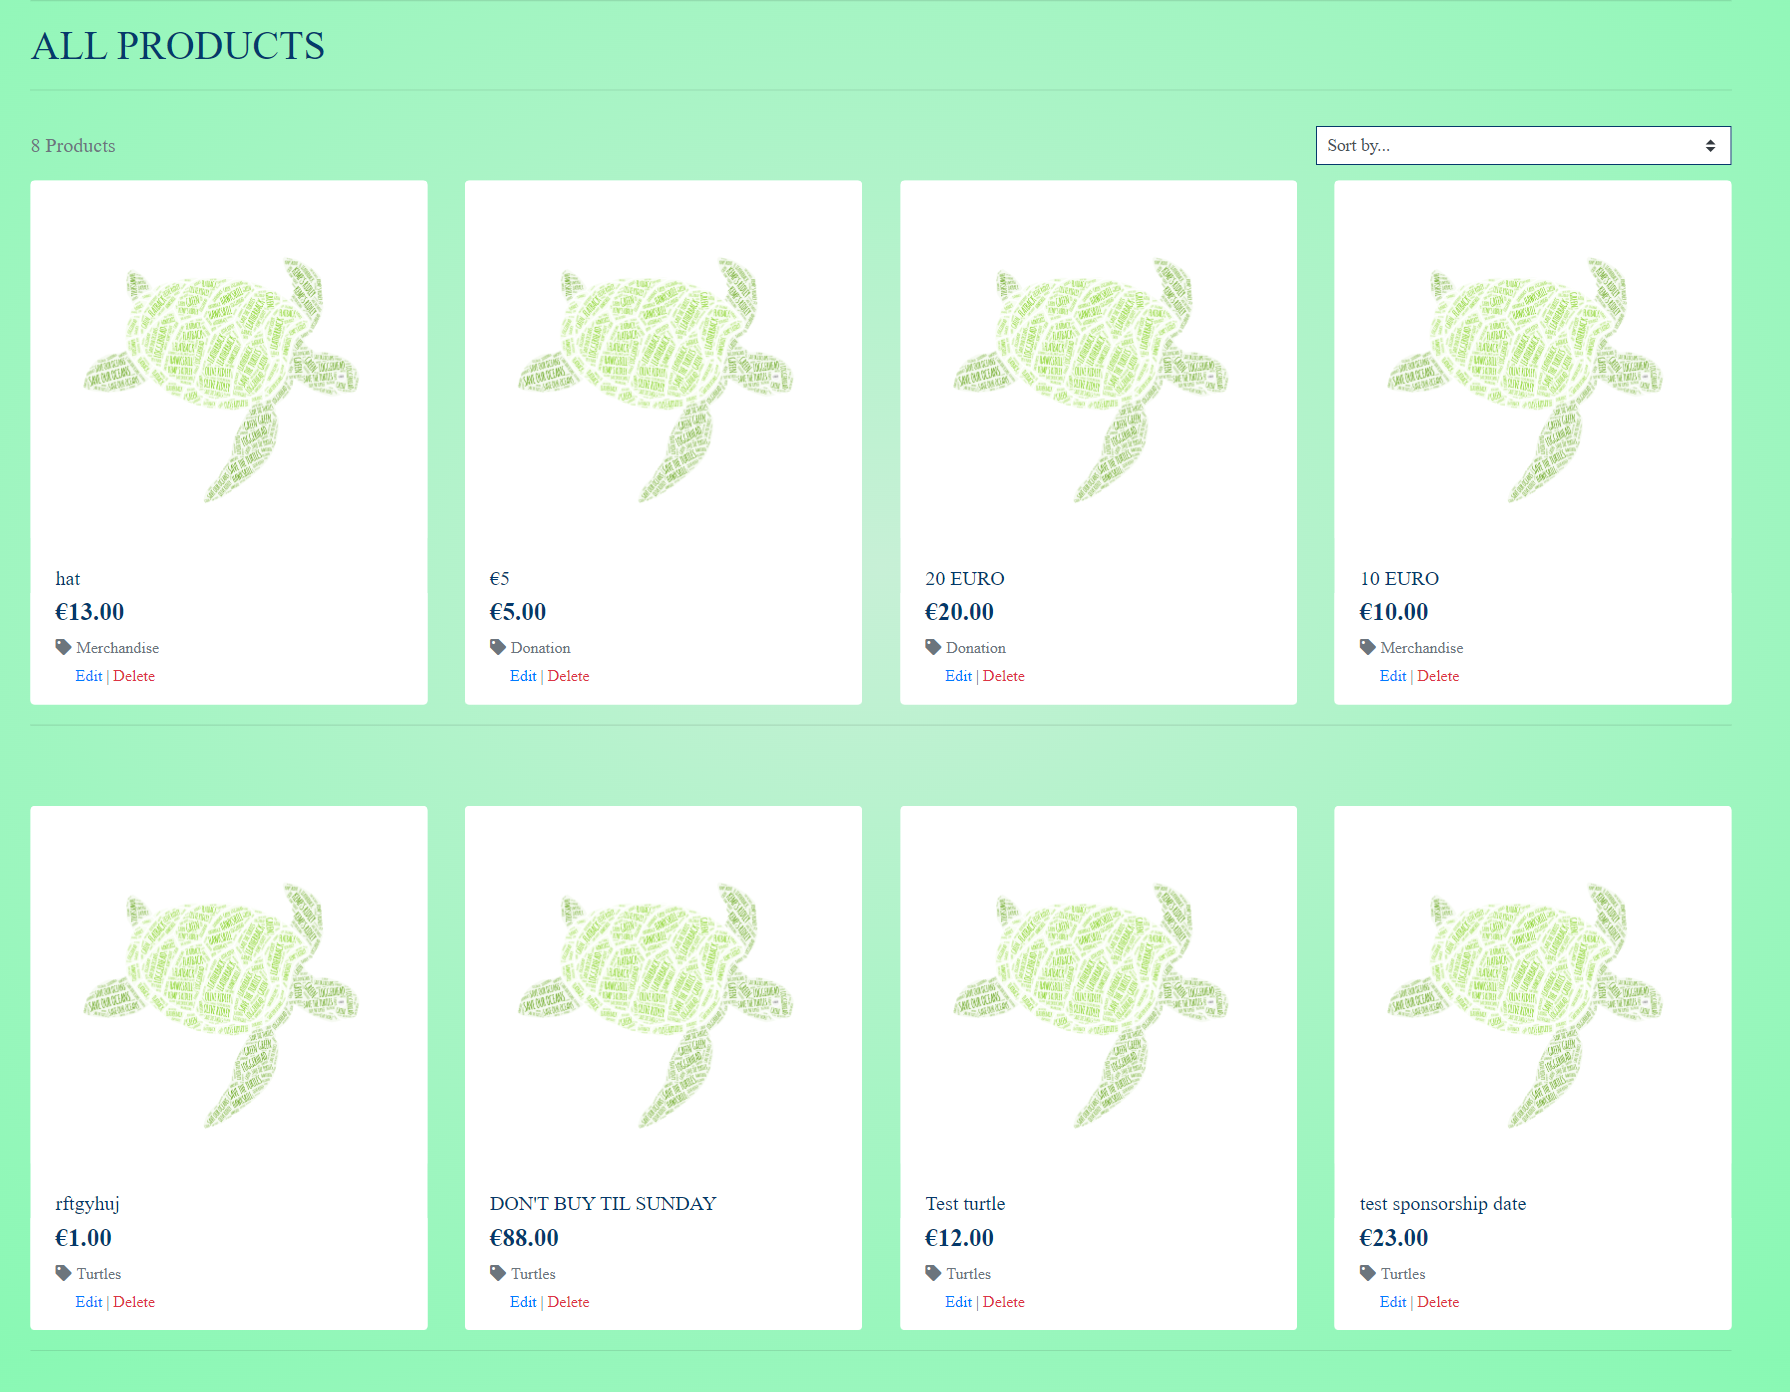 ALL PRODUCTS
8 Products
Sort by...
hat
€13.00
Merchandise
Edit | Delete
€5
€5.00
Donation
Edit | Delete
20 EURO
€20.00
Donation
Edit | Delete
10 EURO
€10.00
Merchandise
Edit | Delete
rftgyhuj
€1.00
Turtles
Edit | Delete
DON'T BUY TIL SUNDAY
€88.00
Turtles
Edit | Delete
Test turtle
€12.00
Turtles
Edit | Delete
test sponsorship date
€23.00
Turtles
Edit | Delete